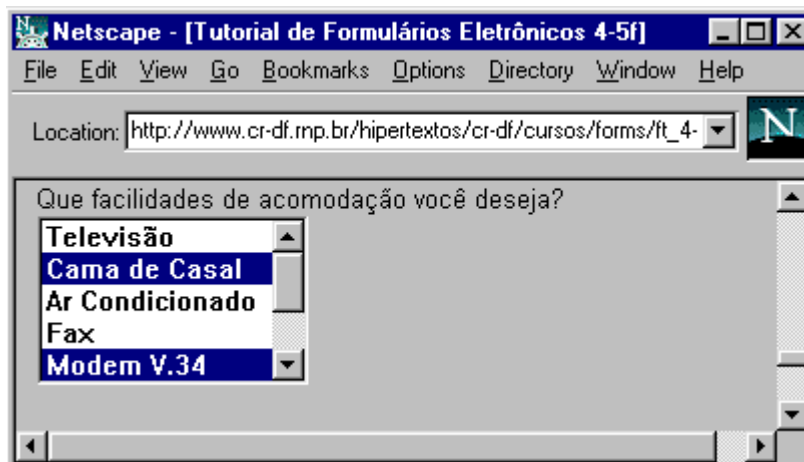 Netscape - [Tutorial de Formulários Eletrônicos 4-5f]
File Edit View Go Bookmarks Options Directory Window Help
Location: http://www.cr-df.rnp.br/hipertextos/cr-df/cursos/forms/ft_4-
N
Que facilidades de acomodação você deseja?
Televisão
Cama de Casal
Ar Condicionado
Fax
Modem V.34